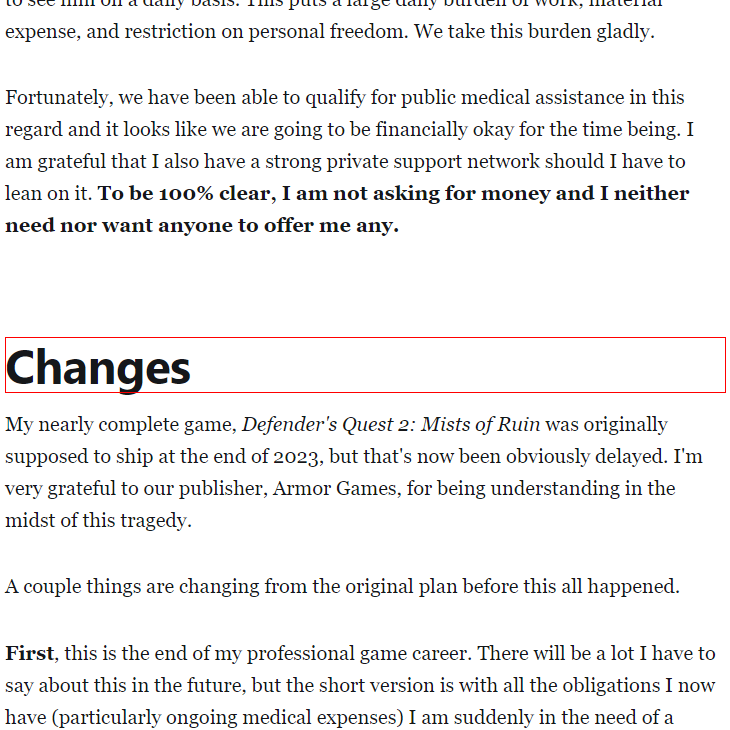 to see him on a daily basis. This puts a large daily burden of work, material
expense, and restriction on personal freedom. We take this burden gladly.
Fortunately, we have been able to qualify for public medical assistance in this
regard and it looks like we are going to be financially okay for the time being. I
am grateful that I also have a strong private support network should I have to
lean on it. To be 100% clear, I am not asking for money and I neither
need nor want anyone to offer me any.
Changes
My nearly complete game, Defender's Quest 2: Mists of Ruin was originally
supposed to ship at the end of 2023, but that's now been obviously delayed. I'm
very grateful to our publisher, Armor Games, for being understanding in the
midst of this tragedy.
A couple things are changing from the original plan before this all happened.
First, this is the end of my professional game career. There will be a lot I have to
say about this in the future, but the short version is with all the obligations I now
have (particularly ongoing medical expenses) I am suddenly in the need of a